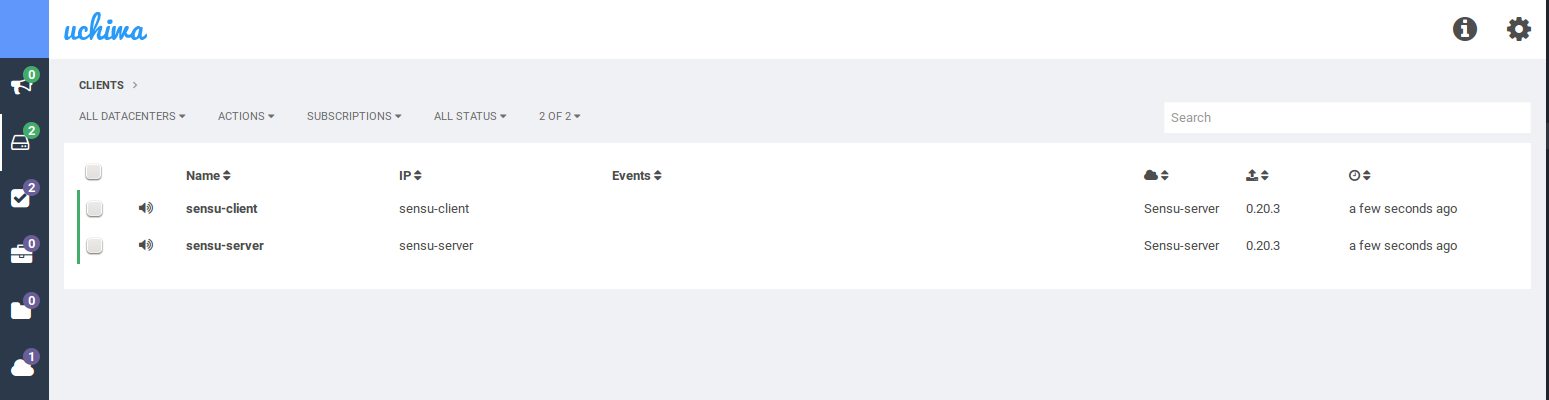 uchiwa
0
2
2
0
0
1
CLIENTS
ALL DATACENTERS ACTIONS SUBSCRIPTIONS ALL STATUS 2 OF 2 Search
Name IP Events
sensu-client sensu-client Sensu-server 0.20.3 a few seconds ago
sensu-server sensu-server Sensu-server 0.20.3 a few seconds ago